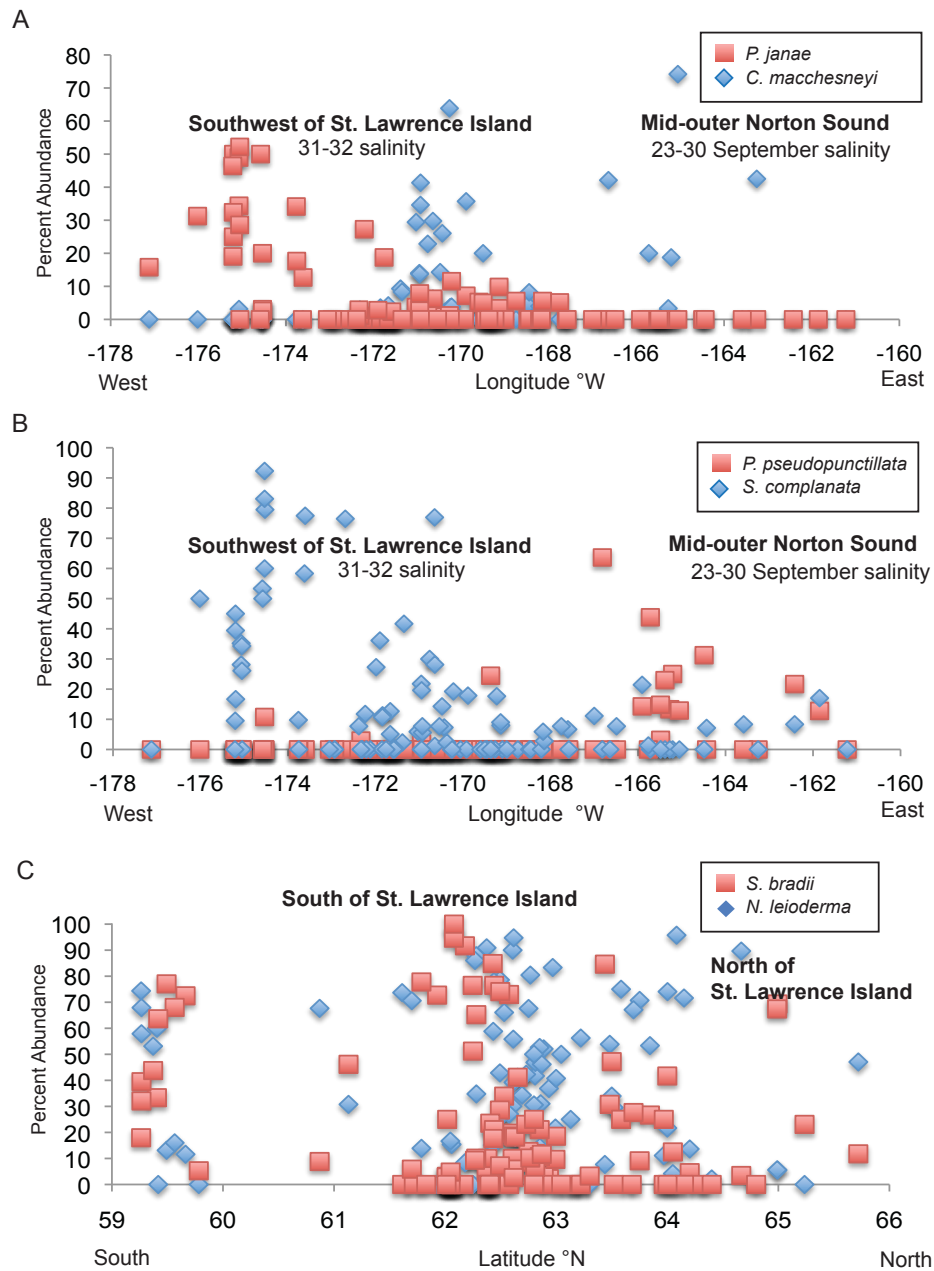 A
P. janae
C. macchesneyi
Southwest of St. Lawrence Island
31-32 salinity
Mid-outer Norton Sound
23-30 September salinity
Percent Abundance
80
70
60
50
40
30
20
10
0
-178 -176 -174 -172 -170 -168 -166 -164 -162 -160
West Longitude °W East
B
P. pseudopunctillata
S. complanata
Southwest of St. Lawrence Island
31-32 salinity
Mid-outer Norton Sound
23-30 September salinity
Percent Abundance
100
90
80
70
60
50
40
30
20
10
0
-178 -176 -174 -172 -170 -168 -166 -164 -162 -160
West Longitude °W East
C
S. bradii
N. leioderma
South of St. Lawrence Island
North of
St. Lawrence Island
Percent Abundance
100
90
80
70
60
50
40
30
20
10
0
59 60 61 62 63 64 65 66
South Latitude °N North